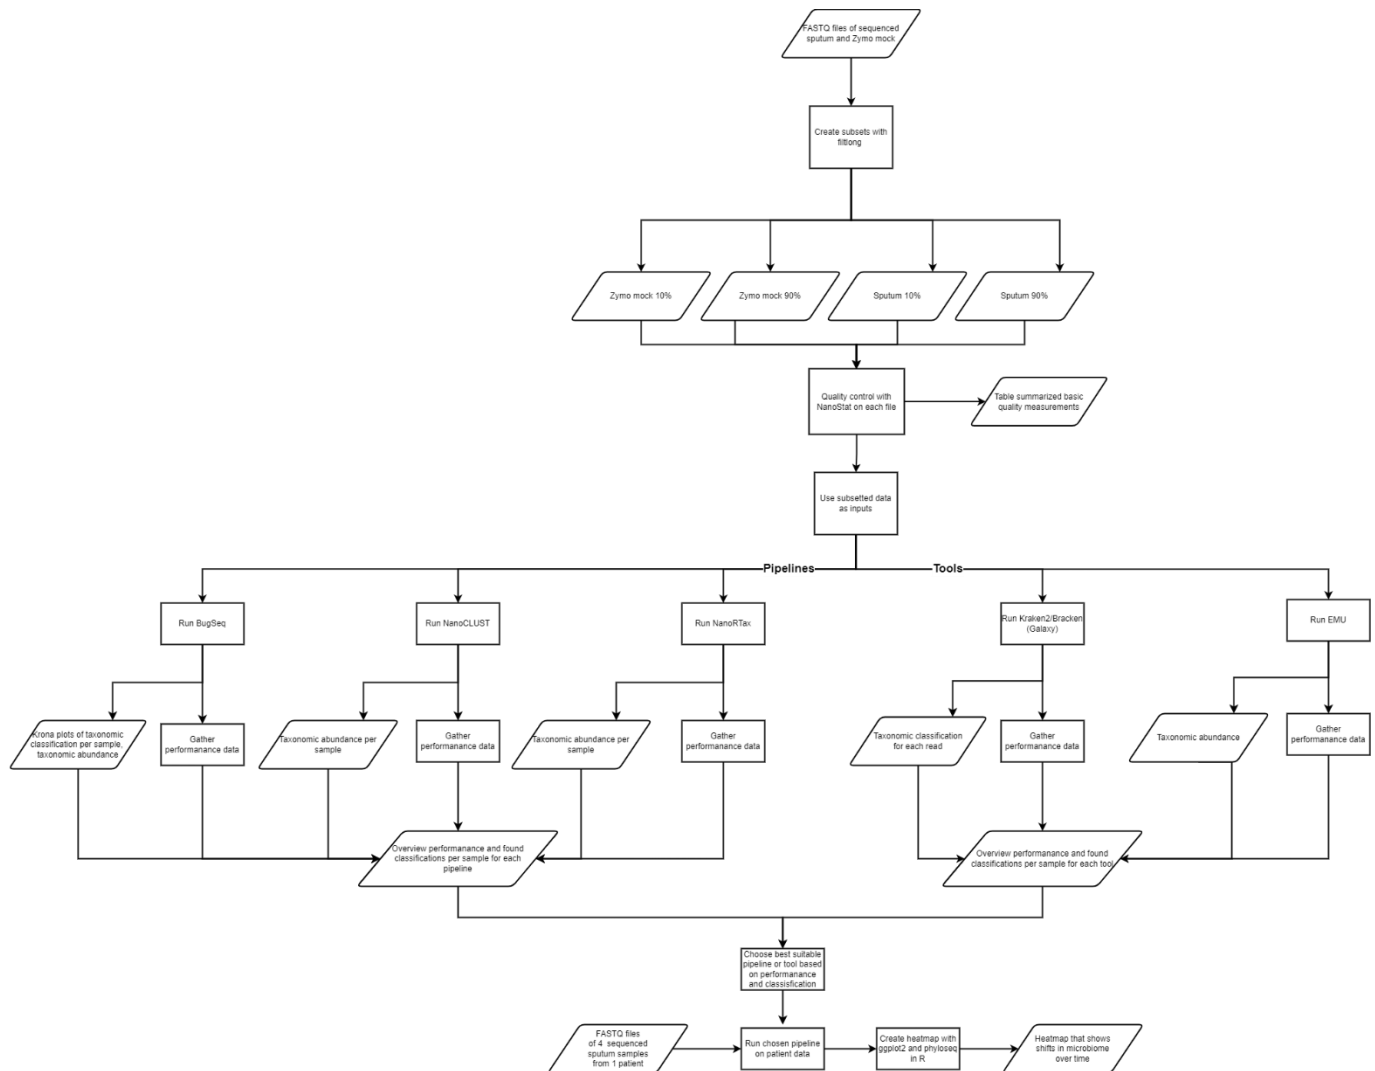 FASTQ files of sequenced
sputum and Zymo mock
Create subsets with
filtlong
Zymo mock 10%
Zymo mock 90%
Sputum 10%
Sputum 90%
Quality control with
NanoStat on each file
Table summarized basic
quality measurements
Use subsetted data
as inputs
Pipelines
Tools
Run BugSeq
Run NanoCLUST
Run NanoRTax
Run Kraken2/Bracken
(Galaxy)
Run EMU
Krona plots of taxonomic
classification per sample,
taxonomic abundance
Gather
performanance data
Taxonomic abundance per
sample
Gather
performanance data
Taxonomic abundance per
sample
Gather
performanance data
Taxonomic classification
for each read
Gather
performanance data
Taxonomic abundance
Gather
performanance data
Overview performanance and found
classifications per sample for each
pipeline
Overview performanance and found
classifications per sample for each tool
Choose best suitable
pipeline or tool based
on performanance
and classisfication
FASTQ files
of 4 sequenced
sputum samples
from 1 patient
Run chosen pipeline
on patient data
Create heatmap with
ggplot2 and phyloseq
in R
Heatmap that shows
shifts in microbiome
over time